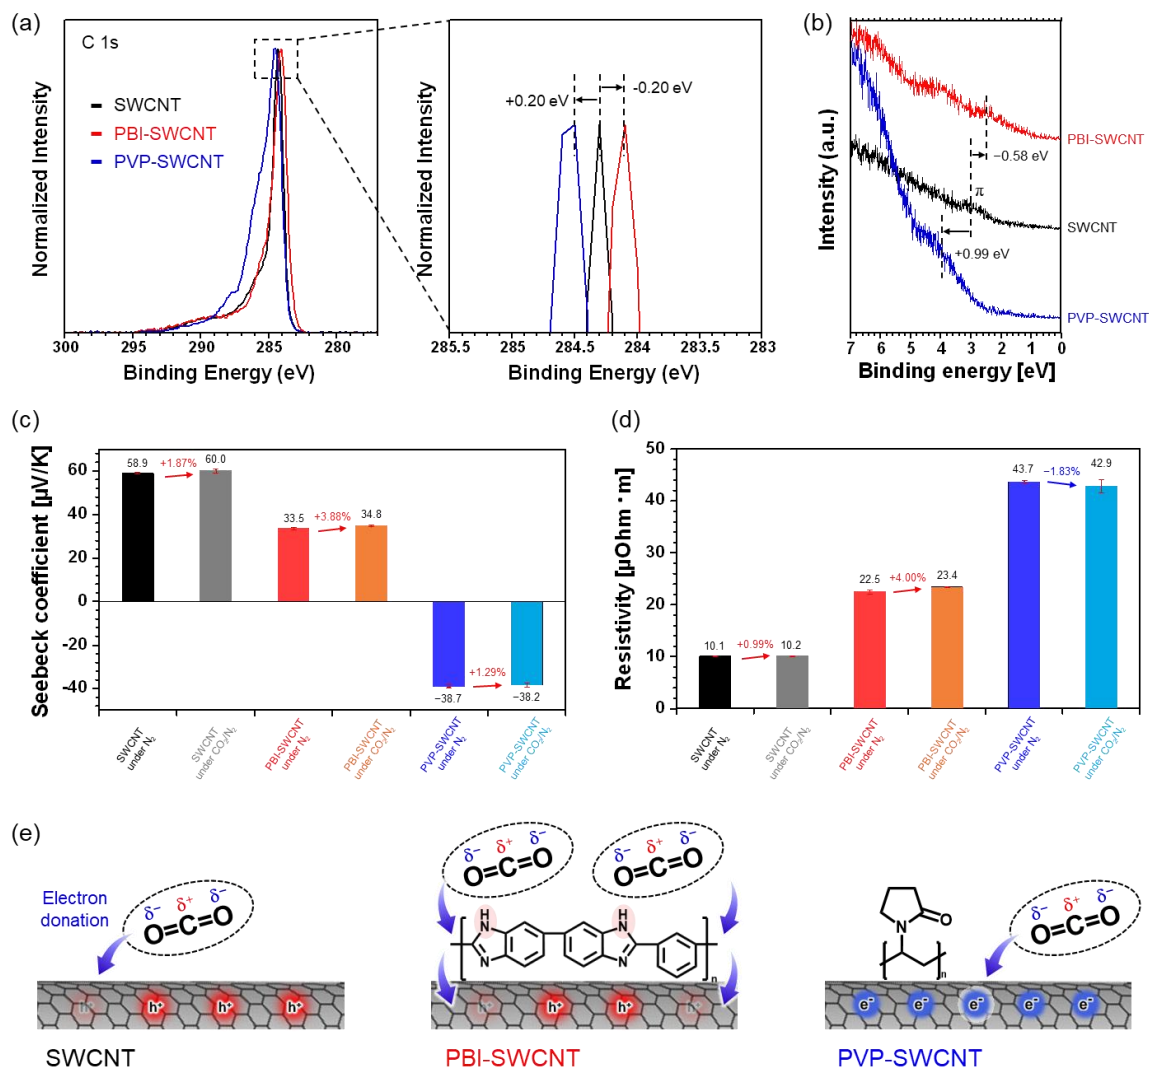 (a)
C 1s
SWCNT
PBI-SWCNT
PVP-SWCNT
Normalized Intensity
300
295
290
285
280
Binding Energy (eV)
+0.20 eV
-0.20 eV
Normalized Intensity
285.5
285
284.5
284
283.5
283
Binding Energy (eV)
(b)
Intensity (a.u.)
PBI-SWCNT
−0.58 eV
π
SWCNT
+0.99 eV
PVP-SWCNT
7
6
5
4
3
2
1
0
Binding energy [eV]
(c)
Seebeck coefficient [μV/K]
60
40
20
0
-20
-40
58.9
+1.87%
60.0
33.5
+3.88%
34.8
+1.29%
−38.7
−38.2
SWCNT
under N₂
SWCNT
under CO₂/N₂
PBI-SWCNT
under N₂
PBI-SWCNT
under CO₂/N₂
PVP-SWCNT
under N₂
PVP-SWCNT
under CO₂/N₂
(d)
Resistivity [μOhm・m]
50
40
30
20
10
0
10.1
+0.99%
10.2
22.5
+4.00%
23.4
43.7
−1.83%
42.9
SWCNT
under N₂
SWCNT
under CO₂/N₂
PBI-SWCNT
under N₂
PBI-SWCNT
under CO₂/N₂
PVP-SWCNT
under N₂
PVP-SWCNT
under CO₂/N₂
(e)
Electron
donation
δ− δ+ δ−
O=C=O
h+ h+ h+ h+
SWCNT
δ− δ+ δ−
O=C=O
δ− δ+ δ−
O=C=O
H H
N N
N N
n
h+ h+ h+ h+
PBI-SWCNT
N O
n
δ− δ+ δ−
O=C=O
e− e− e− e− e−
PVP-SWCNT